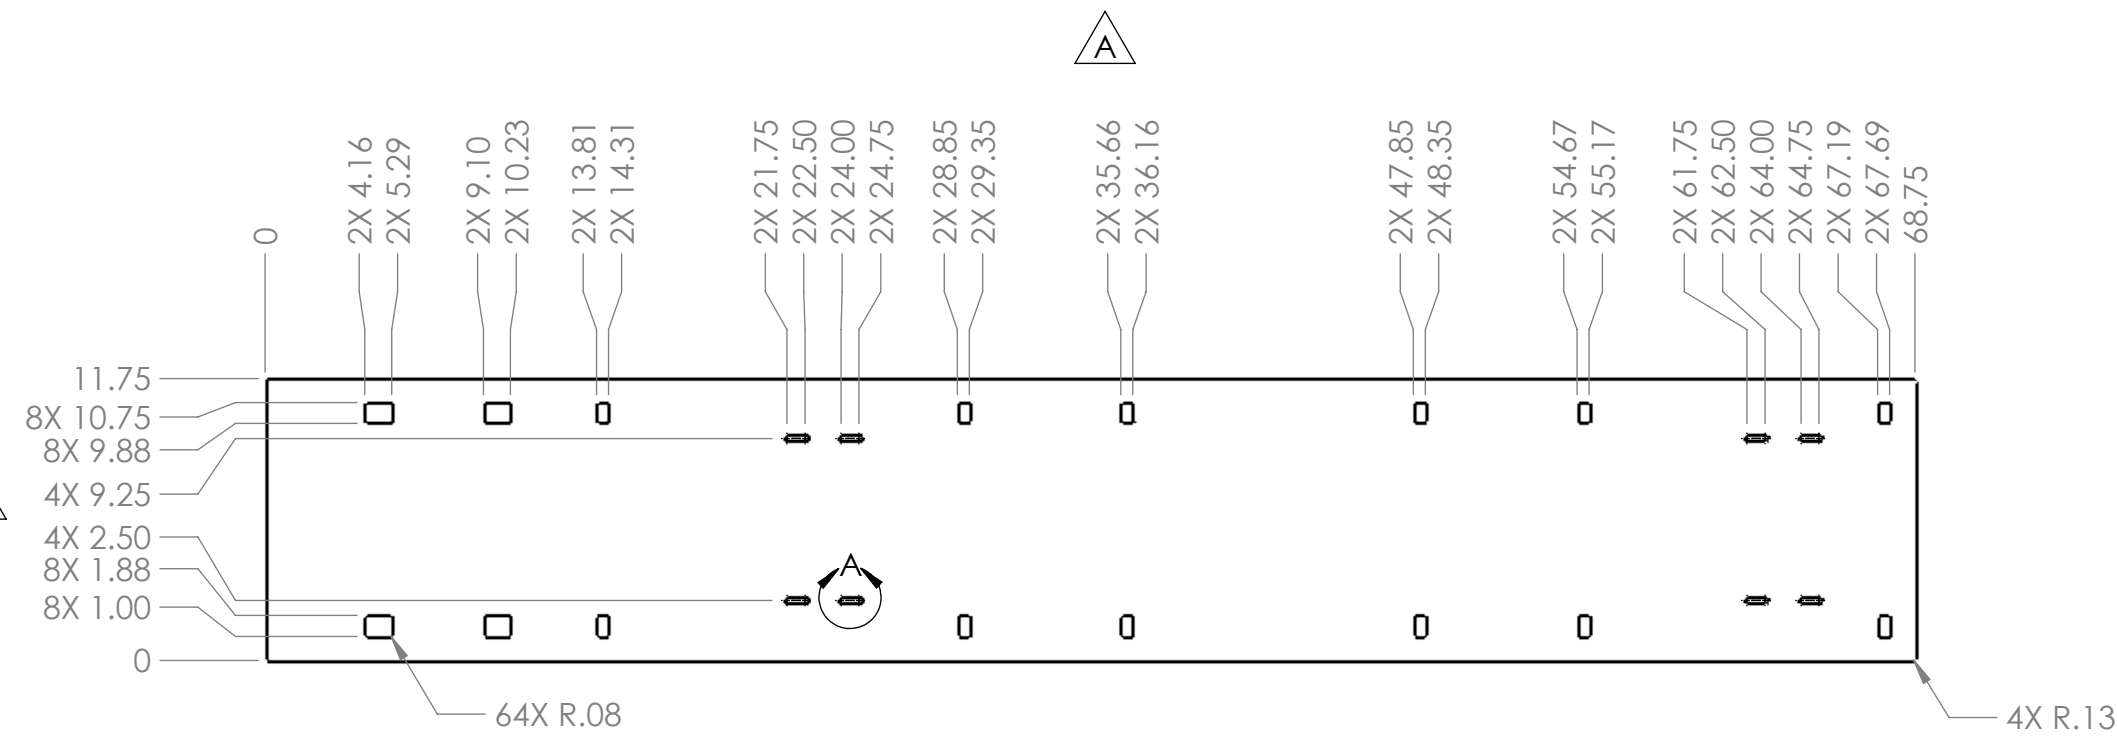 A
0
2X 4.16
2X 5.29
2X 9.10
2X 10.23
2X 13.81
2X 14.31
2X 21.75
2X 22.50
2X 24.00
2X 24.75
2X 28.85
2X 29.35
2X 35.66
2X 36.16
2X 47.85
2X 48.35
2X 54.67
2X 55.17
2X 61.75
2X 62.50
2X 64.00
2X 64.75
2X 67.19
2X 67.69
68.75
11.75
8X 10.75
8X 9.88
4X 9.25
4X 2.50
8X 1.88
8X 1.00
0
A
64X R.08
4X R.13